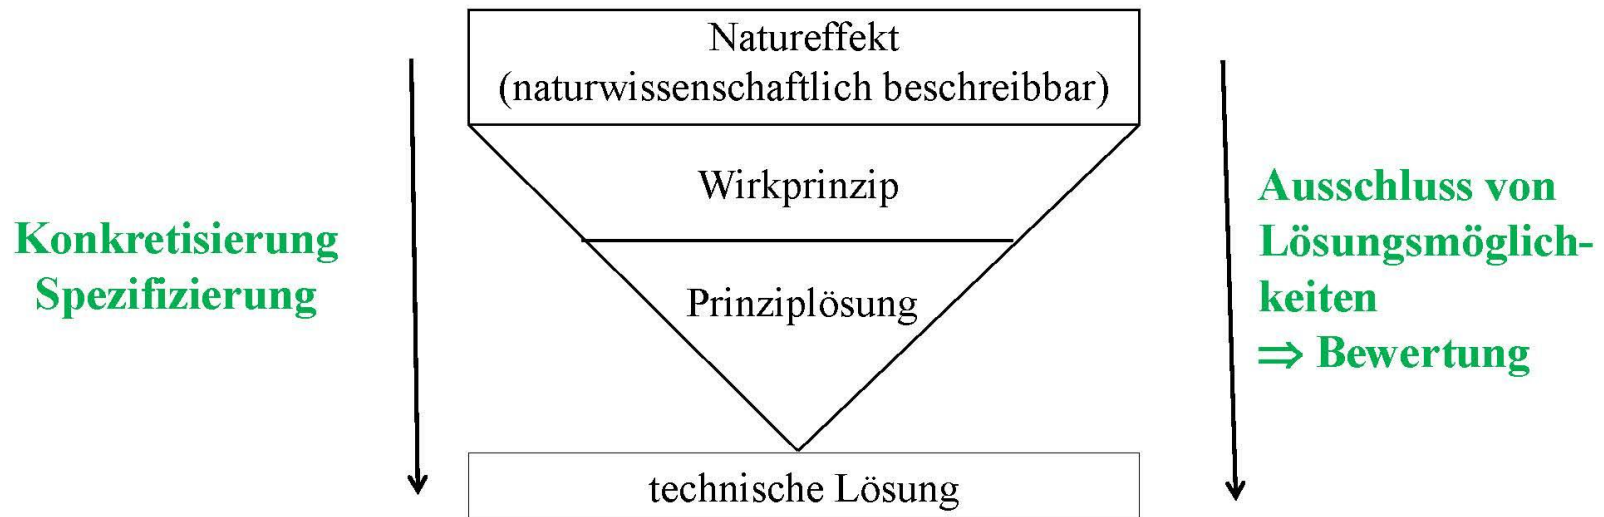 Natureffekt
(naturwissenschaftlich beschreibbar)
Wirkprinzip
Prinziplösung
technische Lösung
Konkretisierung
Spezifizierung
Ausschluss von
Lösungsmöglich-
keiten
⇒ Bewertung